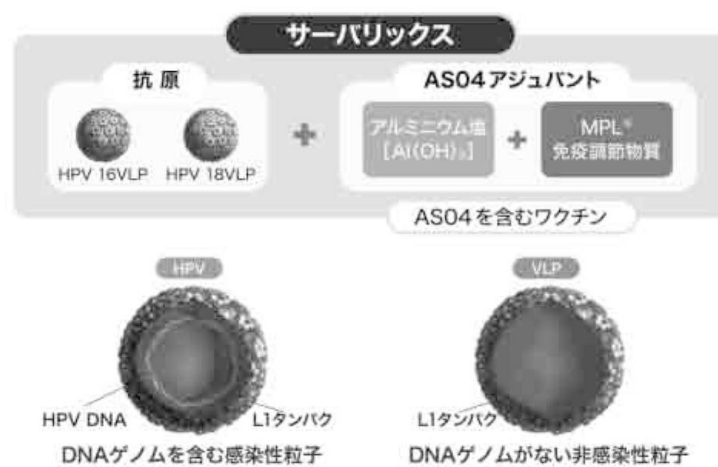 サーバリックス
抗原
HPV 16VLP
HPV 18VLP
+
AS04アジュバント
アルミニウム塩
[Al(OH)₃]
+
MPL®
免疫調節物質
AS04を含むワクチン
HPV
HPV DNA
L1タンパク
DNAゲノムを含む感染性粒子
VLP
L1タンパク
DNAゲノムがない非感染性粒子